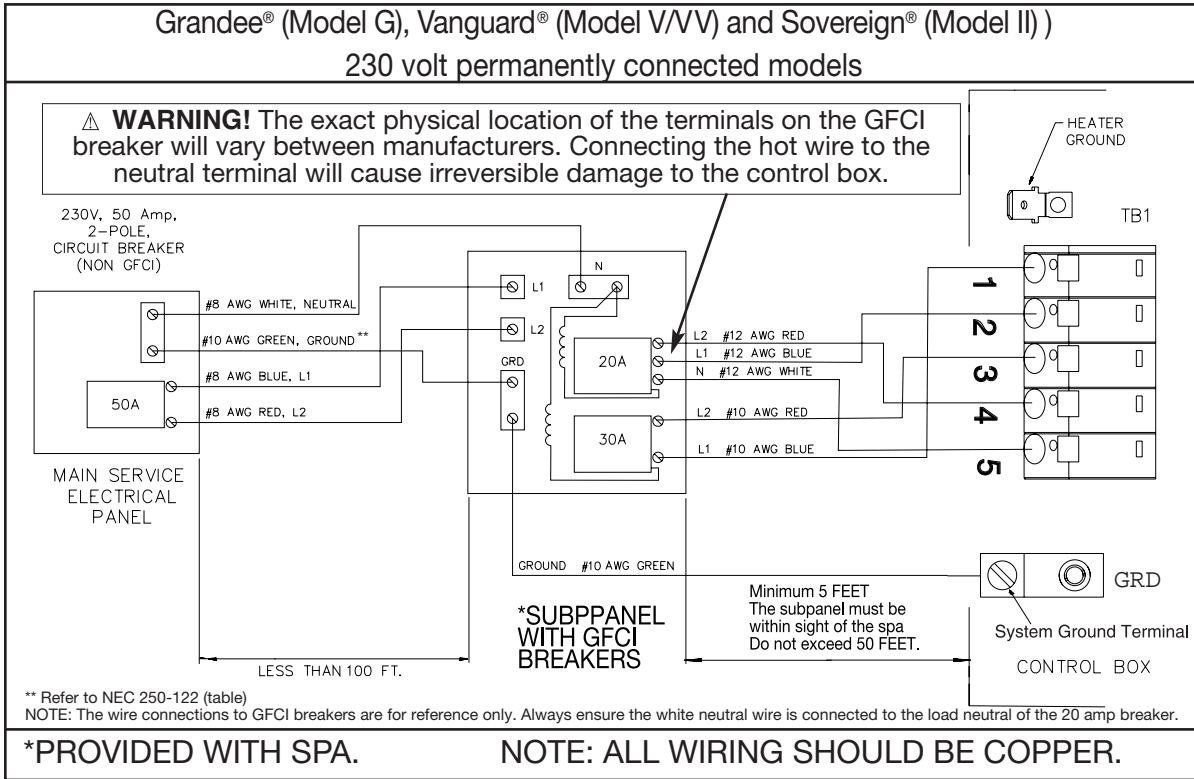 Grandee® (Model G), Vanguard® (Model V/VV) and Sovereign® (Model II) )
230 volt permanently connected models
⚠ WARNING! The exact physical location of the terminals on the GFCI
breaker will vary between manufacturers. Connecting the hot wire to the
neutral terminal will cause irreversible damage to the control box.
HEATER
GROUND
TB1
230V, 50 Amp,
2-POLE,
CIRCUIT BREAKER
(NON GFCI)
#8 AWG WHITE, NEUTRAL
#10 AWG GREEN, GROUND**
#8 AWG BLUE, L1
#8 AWG RED, L2
50A
MAIN SERVICE
ELECTRICAL
PANEL
N
L1
L2
GRD
20A
30A
L2 #12 AWG RED
L1 #12 AWG BLUE
N #12 AWG WHITE
L2 #10 AWG RED
L1 #10 AWG BLUE
1
2
3
4
5
GROUND #10 AWG GREEN
*SUBPPANEL
WITH GFCI
BREAKERS
Minimum 5 FEET
The subpanel must be
within sight of the spa
Do not exceed 50 FEET.
GRD
System Ground Terminal
CONTROL BOX
LESS THAN 100 FT.
** Refer to NEC 250-122 (table)
NOTE: The wire connections to GFCI breakers are for reference only. Always ensure the white neutral wire is connected to the load neutral of the 20 amp breaker.
*PROVIDED WITH SPA. NOTE: ALL WIRING SHOULD BE COPPER.